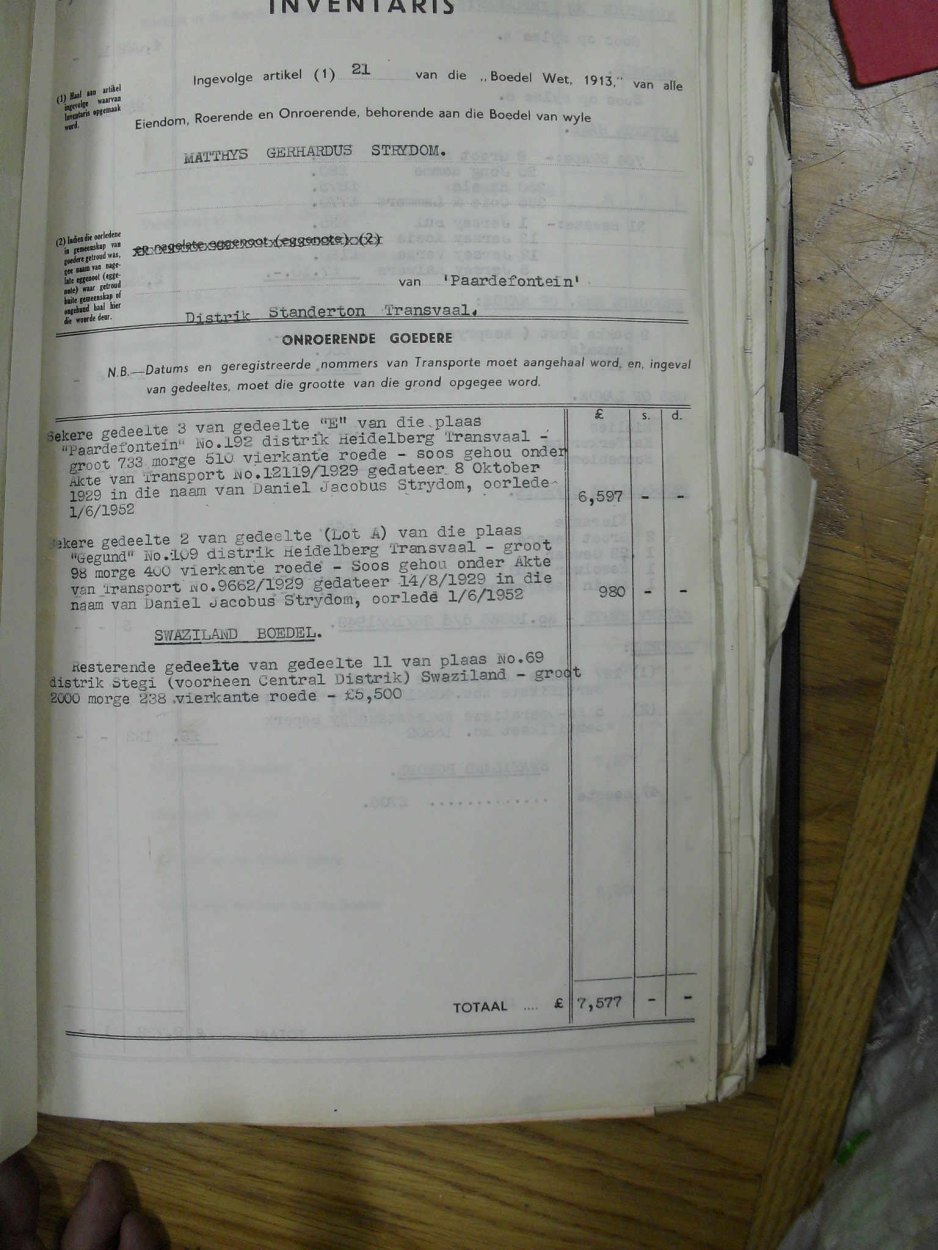 INVENTARIS
Ingevolge artikel (1) 21 van die „Boedel Wet, 1913," van alle
(1) Haal aan artikel
ingevolge waarvan
Inventaris opgemaak
word.
Eiendom, Roerende en Onroerende, behorende aan die Boedel van wyle
MATTHYS GERHARDUS STRYDOM.
(2) Indien die oorledene
in gemeenskap van
goedere getroud was,
gee naam van nage-
late eggenoot (egge-
note) waar getroud
buite gemeenskap of
ongehuud haal hier
die woorde deur.
en nagelate eggenoot (eggenote) (2)
van 'Paardefontein'
Distrik Standerton Transvaal.
ONROERENDE GOEDERE
N.B.—Datums en geregistreerde nommers van Transporte moet aangehaal word, en, ingeval
van gedeeltes, moet die grootte van die grond opgegee word.
£ s. d.
Sekere gedeelte 3 van gedeelte "E" van die plaas
"Paardefontein" No.192 distrik Heidelberg Transvaal -
groot 733 morge 510 vierkante roede - soos gehou onder
Akte van Transport No.12119/1929 gedateer 8 Oktober
1929 in die naam van Daniel Jacobus Strydom, oorlede 6,597 - -
1/6/1952
Sekere gedeelte 2 van gedeelte (Lot A) van die plaas
"Gegund" No.109 distrik Heidelberg Transvaal - groot
98 morge 400 vierkante roede - Soos gehou onder Akte
van Transport No.9662/1929 gedateer 14/8/1929 in die
naam van Daniel Jacobus Strydom, oorlede 1/6/1952 980 - -
SWAZILAND BOEDEL.
Resterende gedeelte van gedeelte 11 van plaas No.69
distrik Stegi (voorheen Central Distrik) Swaziland - groot
2000 morge 238 vierkante roede - £5,500
TOTAAL .... £ 7,577 - -